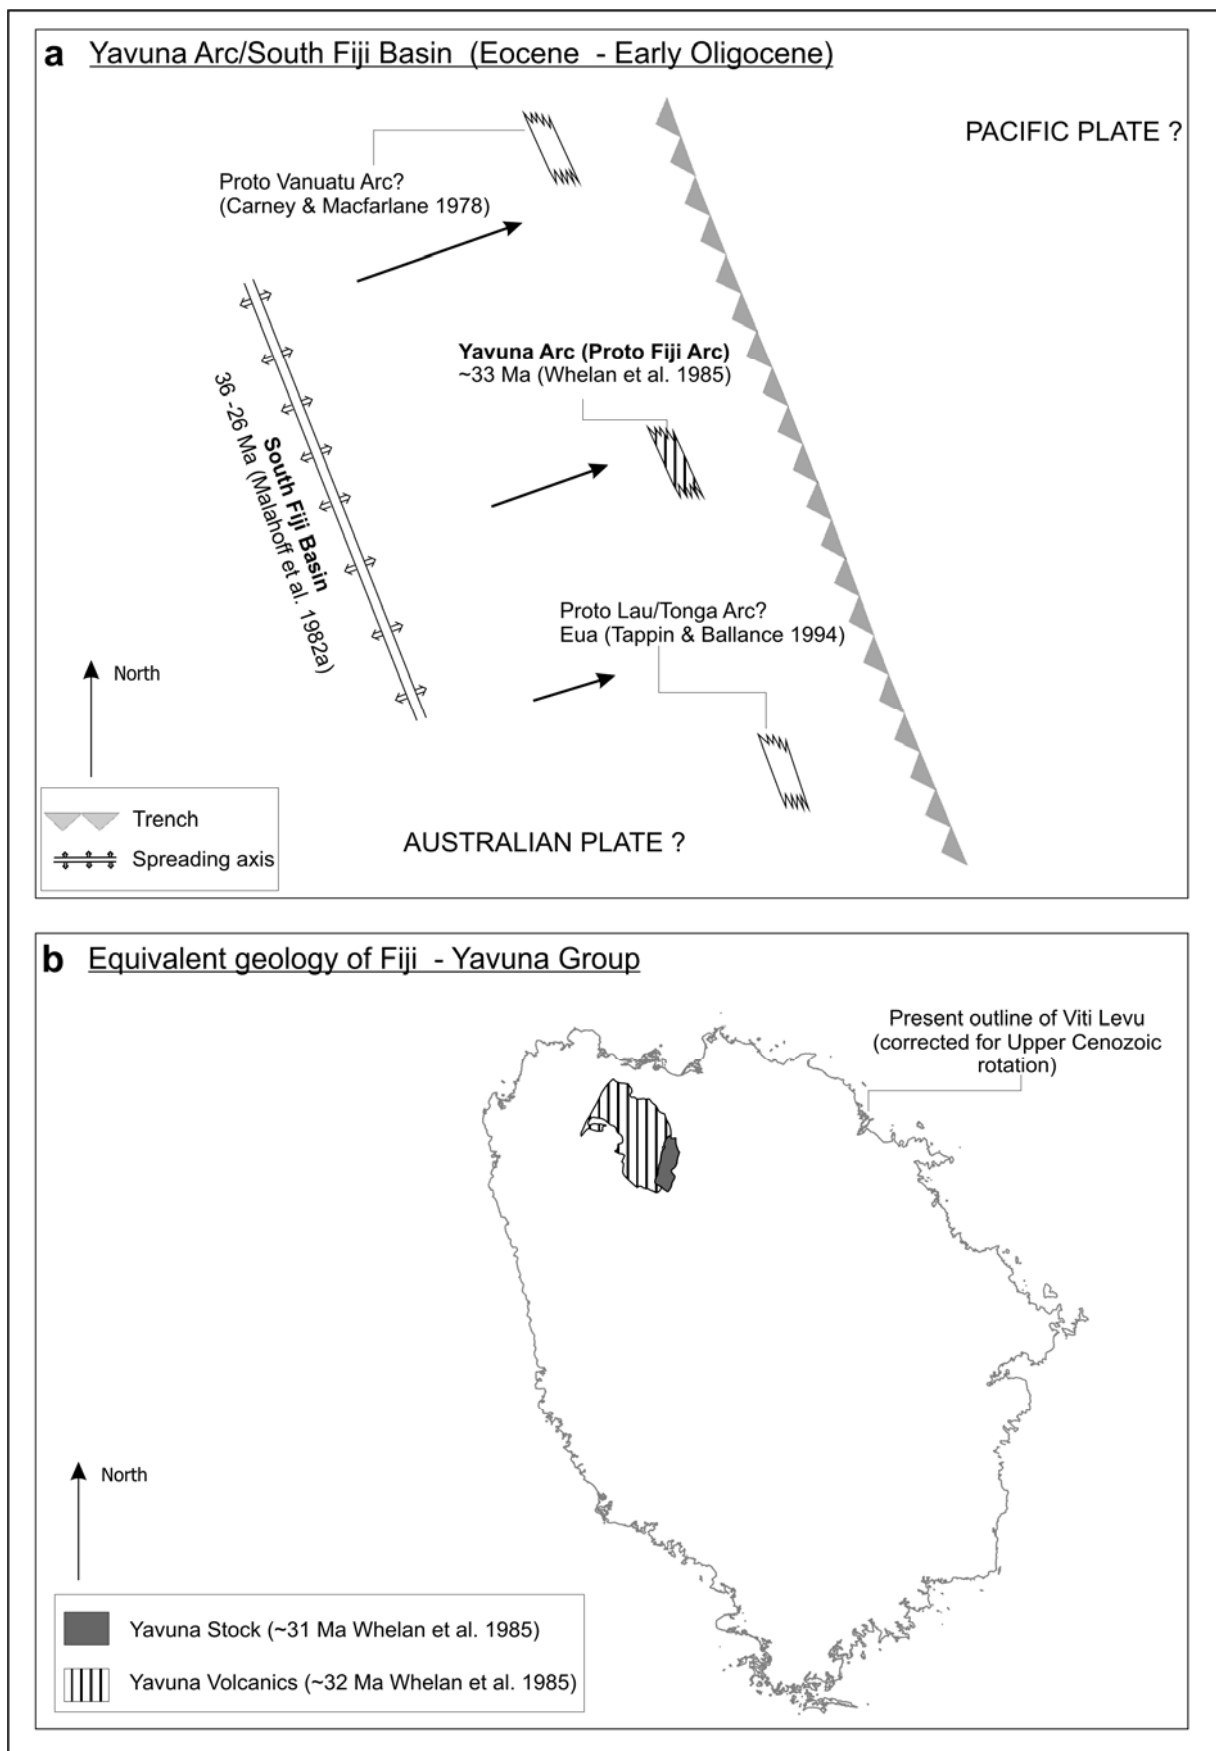 a Yavuna Arc/South Fiji Basin (Eocene - Early Oligocene)
PACIFIC PLATE ?
Proto Vanuatu Arc?
(Carney & Macfarlane 1978)
Yavuna Arc (Proto Fiji Arc)
~33 Ma (Whelan et al. 1985)
South Fiji Basin
36 -26 Ma (Malahoff et al. 1982a)
Proto Lau/Tonga Arc?
Eua (Tappin & Ballance 1994)
North
Trench
Spreading axis
AUSTRALIAN PLATE ?
b Equivalent geology of Fiji - Yavuna Group
Present outline of Viti Levu
(corrected for Upper Cenozoic
rotation)
North
Yavuna Stock (~31 Ma Whelan et al. 1985)
Yavuna Volcanics (~32 Ma Whelan et al. 1985)